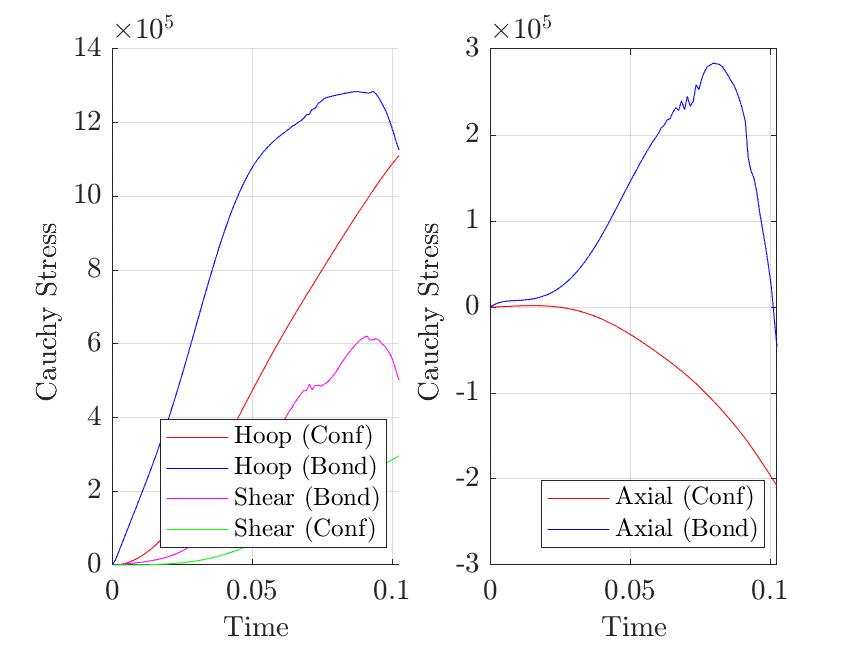 ×10^5
14
12
10
8
6
4
2
0
0
0.05
0.1
Cauchy Stress
Time
Hoop (Conf)
Hoop (Bond)
Shear (Bond)
Shear (Conf)
×10^5
3
2
1
0
-1
-2
-3
0
0.05
0.1
Cauchy Stress
Time
Axial (Conf)
Axial (Bond)